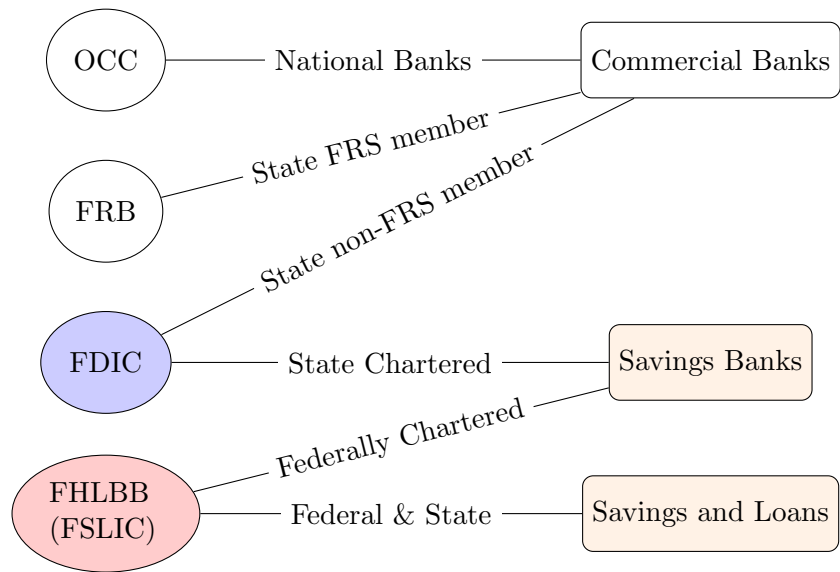 OCC
National Banks
Commercial Banks
State FRS member
FRB
State non-FRS member
FDIC
State Chartered
Savings Banks
Federally Chartered
FHLBB
(FSLIC)
Federal & State
Savings and Loans